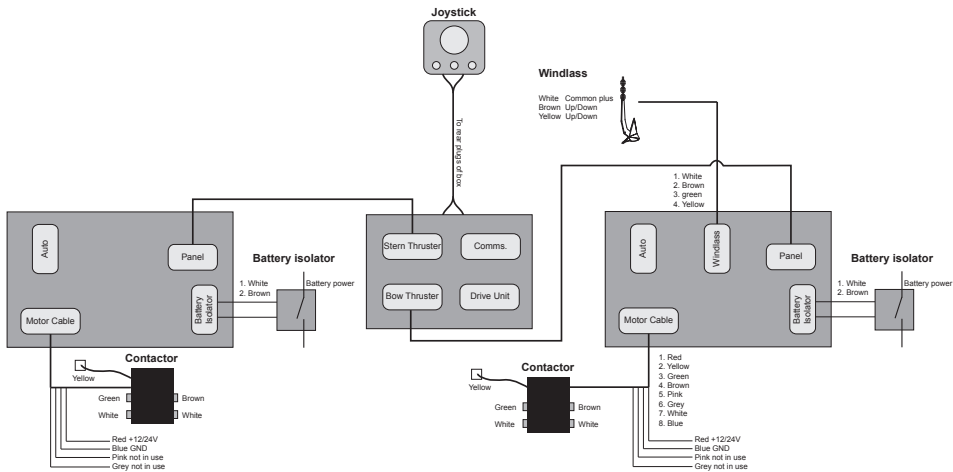 Joystick
To rear plugs of box
Windlass
White Common plus
Brown Up/Down
Yellow Up/Down
1. White
2. Brown
3. green
4. Yellow
Auto
Panel
Battery Isolator
Motor Cable
Battery isolator
1. White
2. Brown
Battery power
Stern Thruster
Comms.
Bow Thruster
Drive Unit
Auto
Windlass
Panel
Battery Isolator
Motor Cable
Battery isolator
1. White
2. Brown
Battery power
Contactor
Yellow
Green
Brown
White
White
Red +12/24V
Blue GND
Pink not in use
Grey not in use
Contactor
Yellow
Green
Brown
White
White
1. Red
2. Yellow
3. Green
4. Brown
5. Pink
6. Grey
7. White
8. Blue
Red +12/24V
Blue GND
Pink not in use
Grey not in use